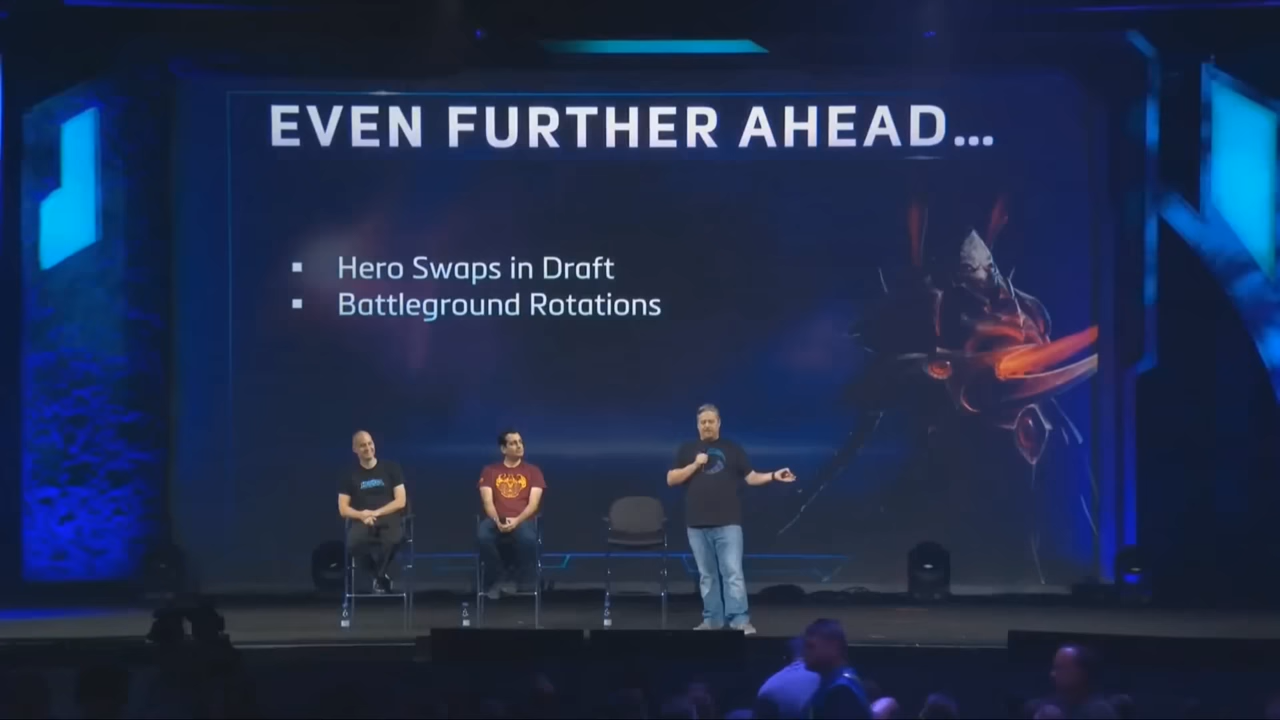 EVEN FURTHER AHEAD...
▪ Hero Swaps in Draft
▪ Battleground Rotations